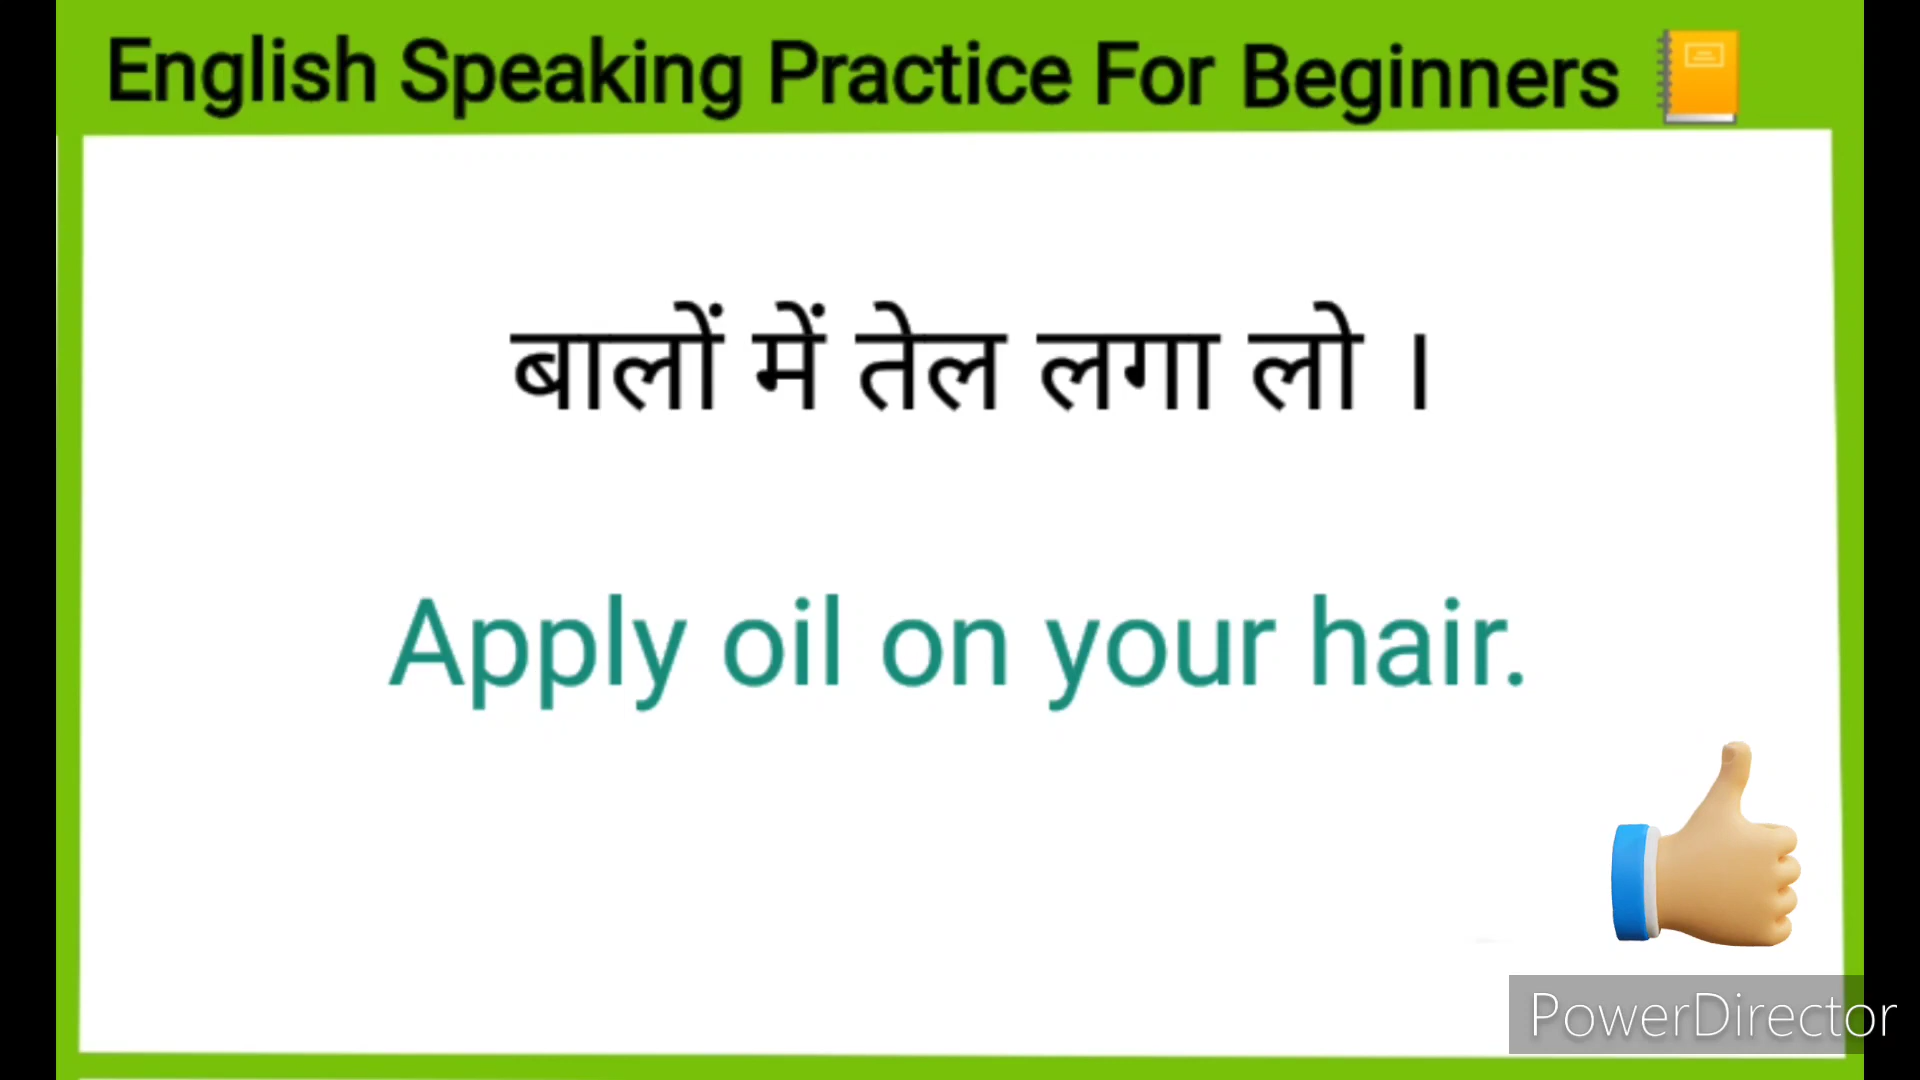 English Speaking Practice For Beginners
बालों में तेल लगा लो ।
Apply oil on your hair.
PowerDirector